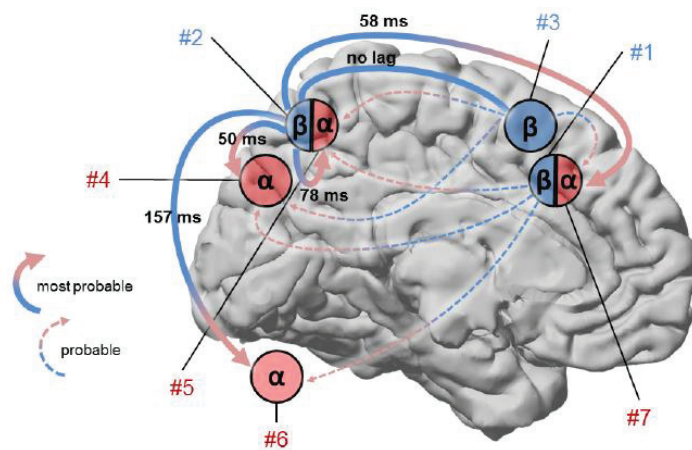 58 ms
#2
#3
#1
no lag
β α
β
50 ms
β α
#4
α
78 ms
157 ms
most probable
probable
α
#5
#7
#6